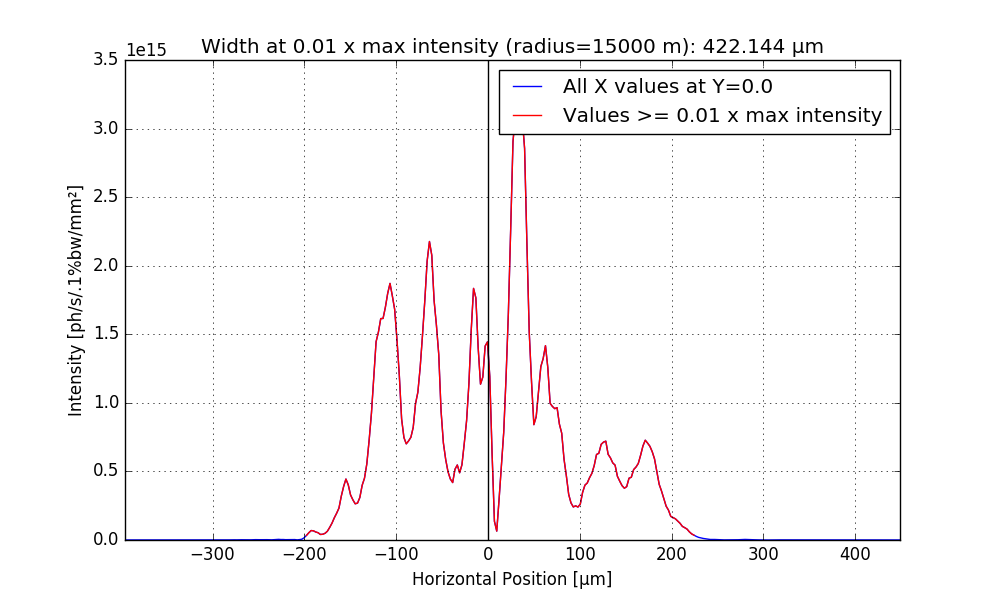 Width at 0.01 x max intensity (radius=15000 m): 422.144 µm
1e15
3.5
3.0
2.5
2.0
1.5
1.0
0.5
0.0
Intensity [ph/s/.1%bw/mm²]
All X values at Y=0.0
Values >= 0.01 x max intensity
−300
−200
−100
0
100
200
300
400
Horizontal Position [µm]